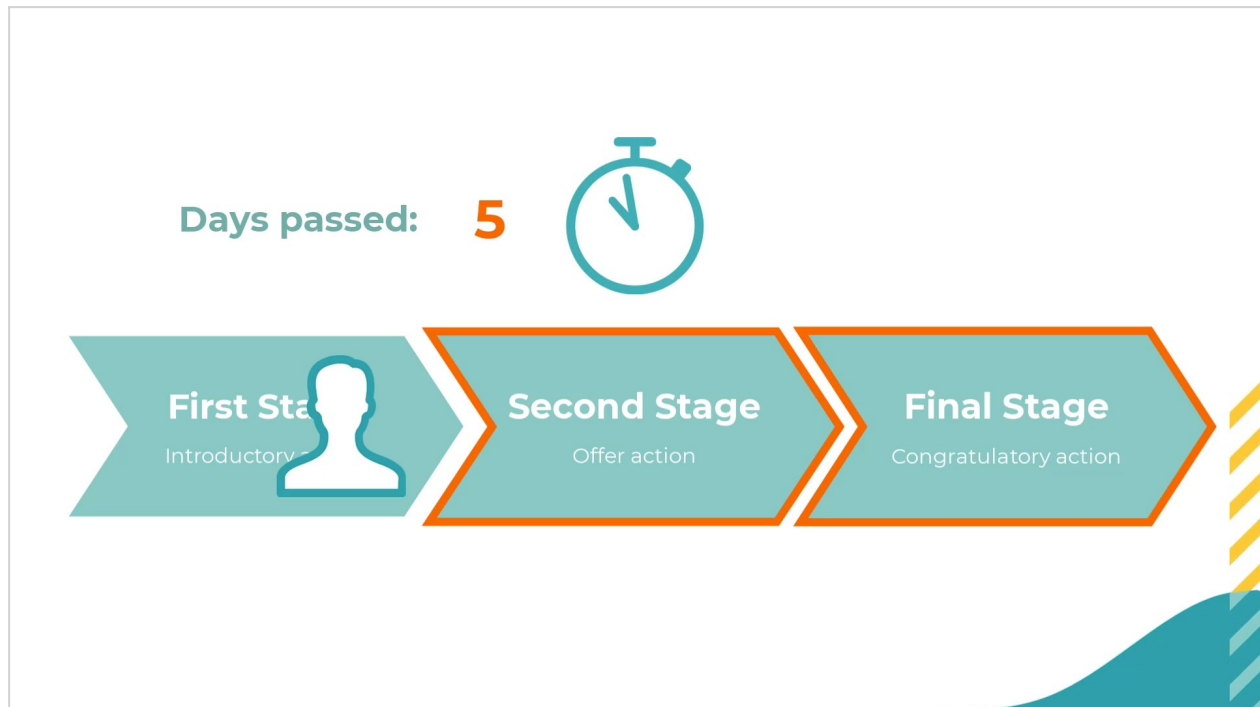 Days passed: 5
First Sta
Second Stage
Final Stage
Introductory
Offer action
Congratulatory action